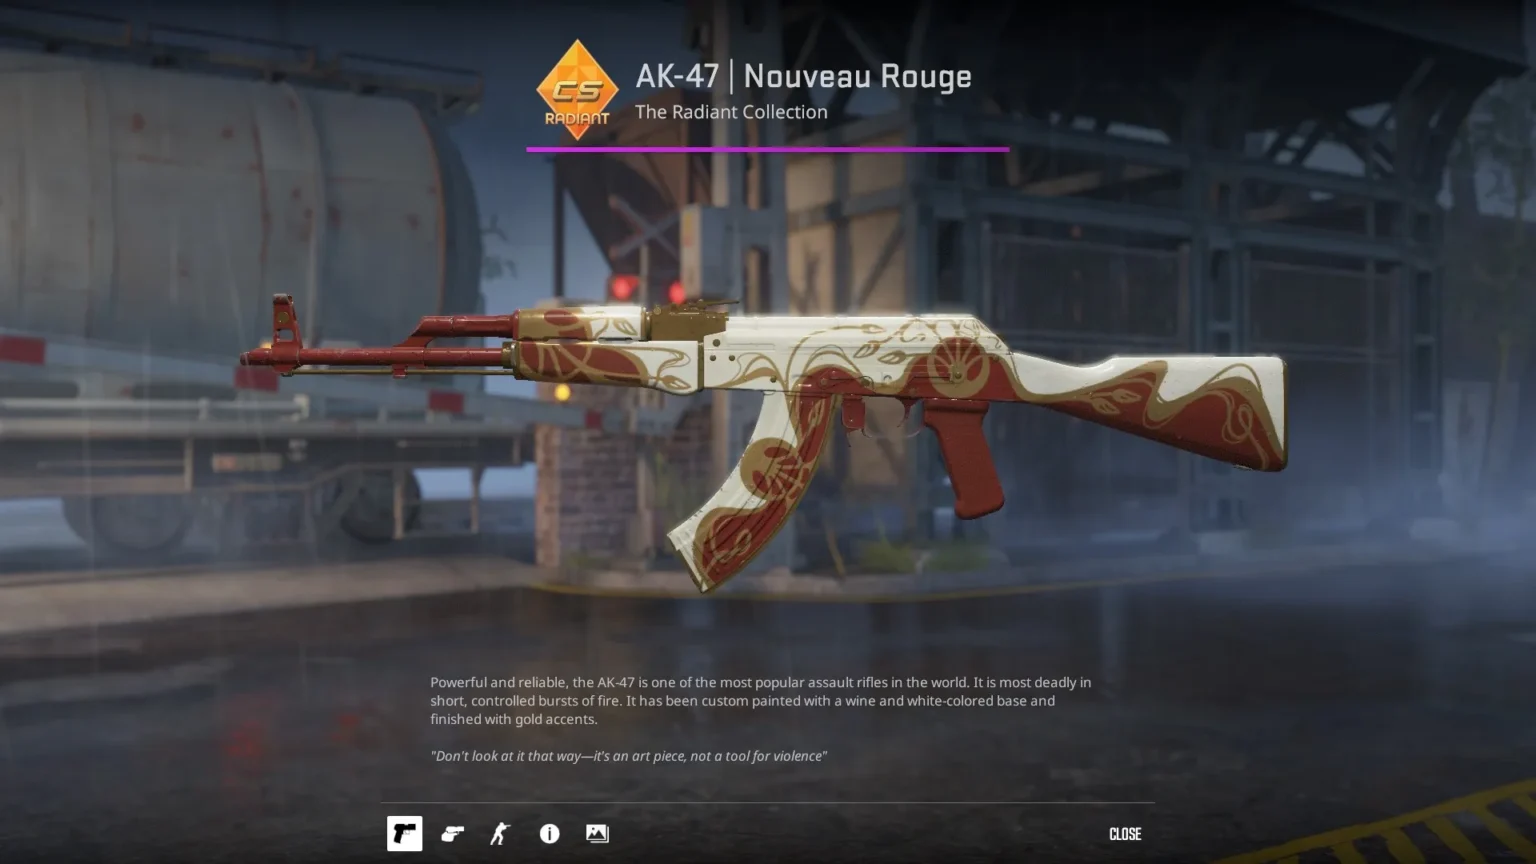 CS
RADIANT
AK-47 | Nouveau Rouge
The Radiant Collection
Powerful and reliable, the AK-47 is one of the most popular assault rifles in the world. It is most deadly in
short, controlled bursts of fire. It has been custom painted with a wine and white-colored base and
finished with gold accents.
"Don't look at it that way—it's an art piece, not a tool for violence"
CLOSE